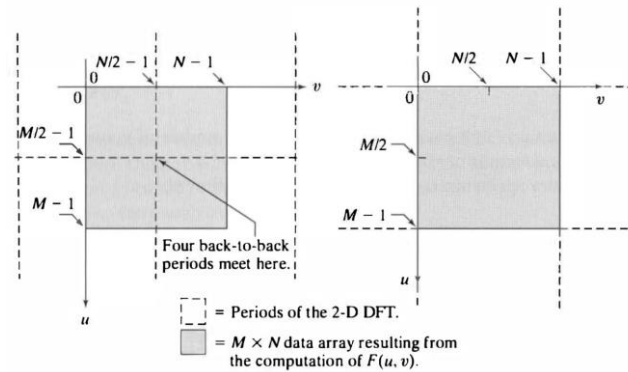 0
N/2 − 1
N − 1
0
v
M/2 − 1
M − 1
u
Four back-to-back
periods meet here.
0
N/2
N − 1
0
v
M/2
M − 1
u
= Periods of the 2-D DFT.
= M × N data array resulting from
the computation of F(u, v).